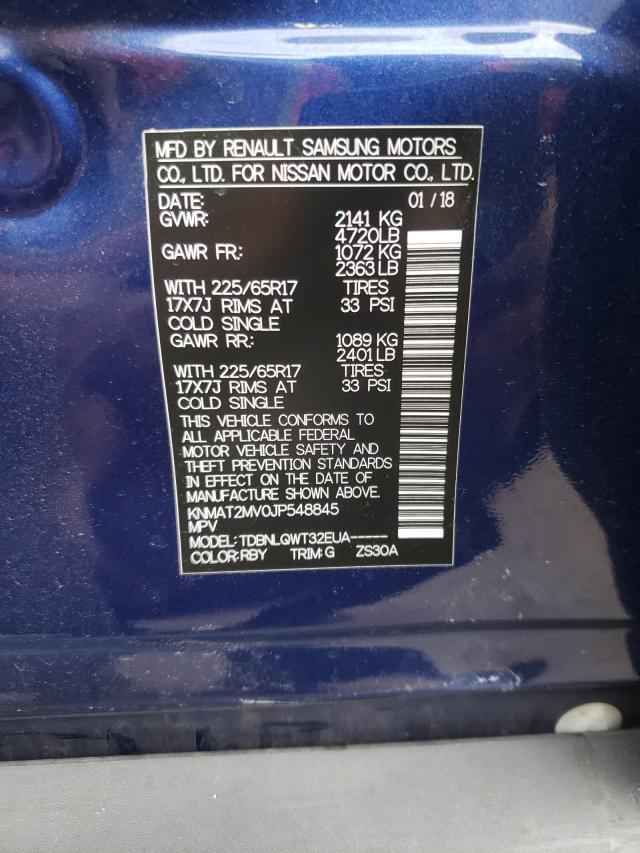 MFD BY RENAULT SAMSUNG MOTORS
CO., LTD. FOR NISSAN MOTOR CO., LTD.
DATE: 01 / 18
GVWR: 2141 KG
4720LB
GAWR FR: 1072 KG
2363 LB
WITH 225/65R17 TIRES
17X7J RIMS AT 33 PSI
COLD SINGLE
GAWR RR: 1089 KG
2401 LB
WITH 225/65R17 TIRES
17X7J RIMS AT 33 PSI
COLD SINGLE
THIS VEHICLE CONFORMS TO
ALL APPLICABLE FEDERAL
MOTOR VEHICLE SAFETY AND
THEFT PREVENTION STANDARDS
IN EFFECT ON THE DATE OF
MANUFACTURE SHOWN ABOVE.
KNMAT2MV0JP548845
MPV
MODEL: TDBNLQWT32EUA-----
COLOR:RBY TRIM:G ZS30A